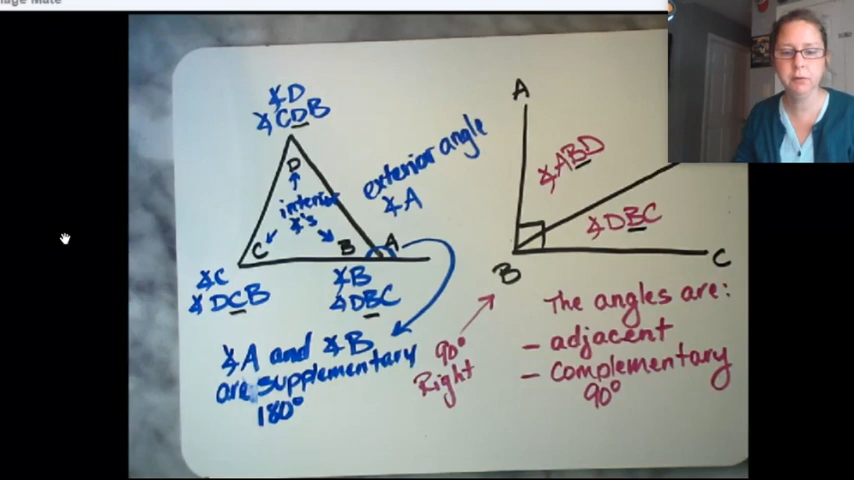 ∡D
∡CDB
D
interior
∡'s
C
B
A
exterior angle
∡A
∡C
∡DCB
∡B
∡DBC
∡A and ∡B
are supplementary
180°
A
∡ABD
∡DBC
B
C
90°
Right
The angles are:
- adjacent
- complementary
90°